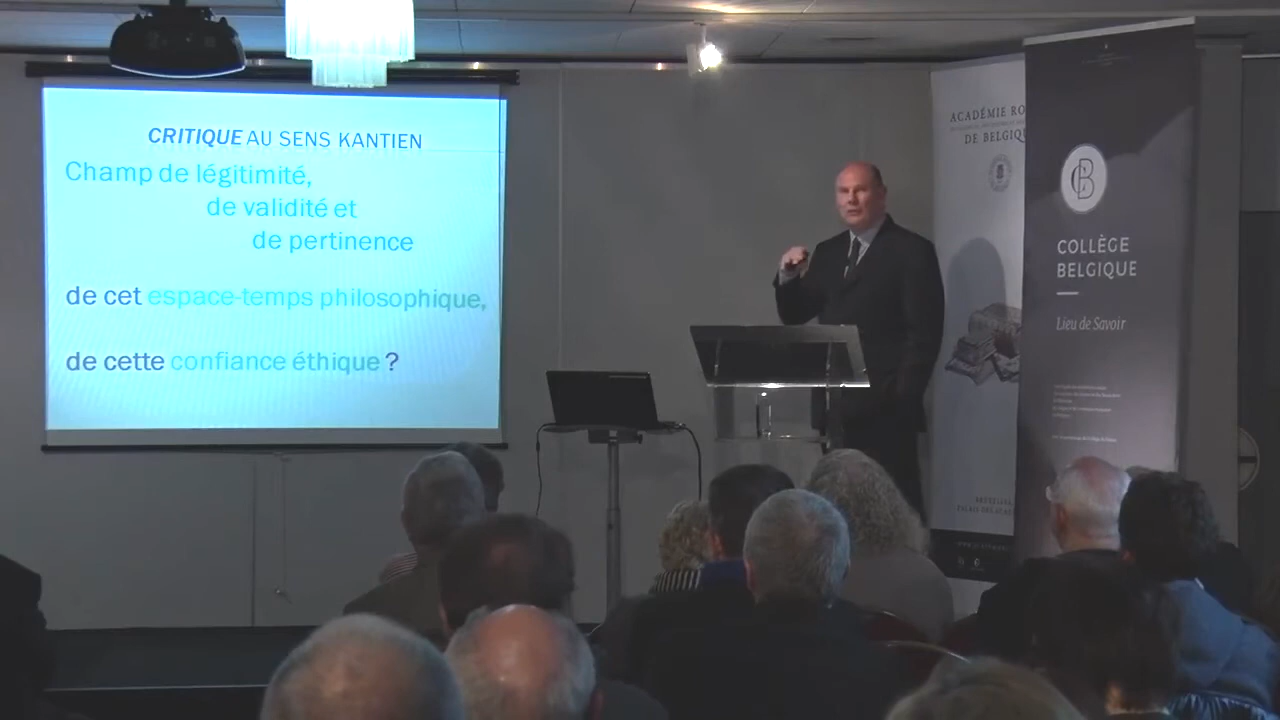 CRITIQUE AU SENS KANTIEN
Champ de légitimité,
de validité et
de pertinence
de cet espace-temps philosophique,
de cette confiance éthique ?
ACADÉMIE RO
DE BELGIQU
COLLÈGE
BELGIQUE
Lieu de Savoir